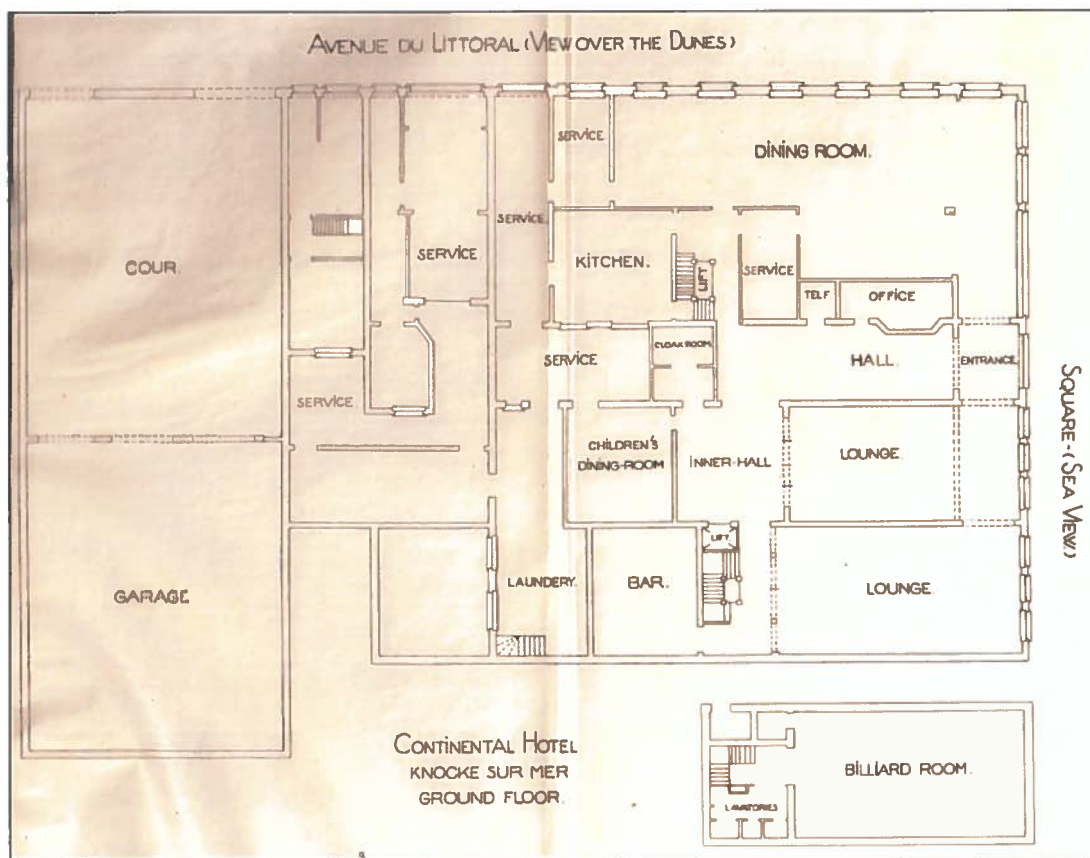 AVENUE DU LITTORAL (VIEW OVER THE DUNES)
SERVICE
DINING ROOM.
SERVICE
COUR.
SERVICE
KITCHEN.
LIFT
SERVICE
TELF
OFFICE
CLOAK ROOM
SERVICE
HALL
ENTRANCE
SERVICE
CHILDREN'S
DINING-ROOM
INNER-HALL
LOUNGE
SQUARE-(SEA VIEW)
LIFT
GARAGE
LAUNDERY.
BAR.
LOUNGE
CONTINENTAL HOTEL
KNOCKE SUR MER
GROUND FLOOR.
BILLIARD ROOM.
LAVATORIES